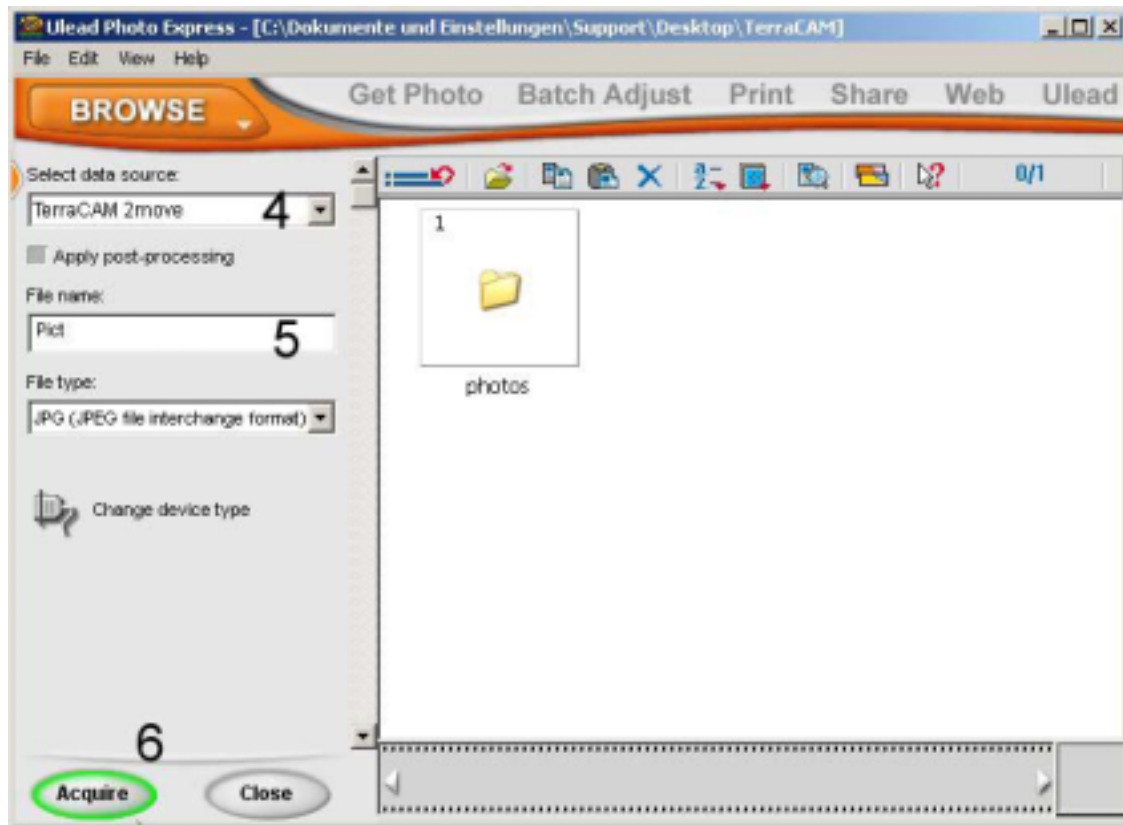 Ulead Photo Express - [C:\Dokumente und Einstellungen\Support\Desktop\TerraCAM]
File Edit View Help
BROWSE
Get Photo Batch Adjust Print Share Web Ulead
Select data source:
TerraCAM 2move 4
Apply post-processing
File name:
Pict 5
File type:
JPG (JPEG file interchange format)
Change device type
6
Acquire Close
0/1
1
photos